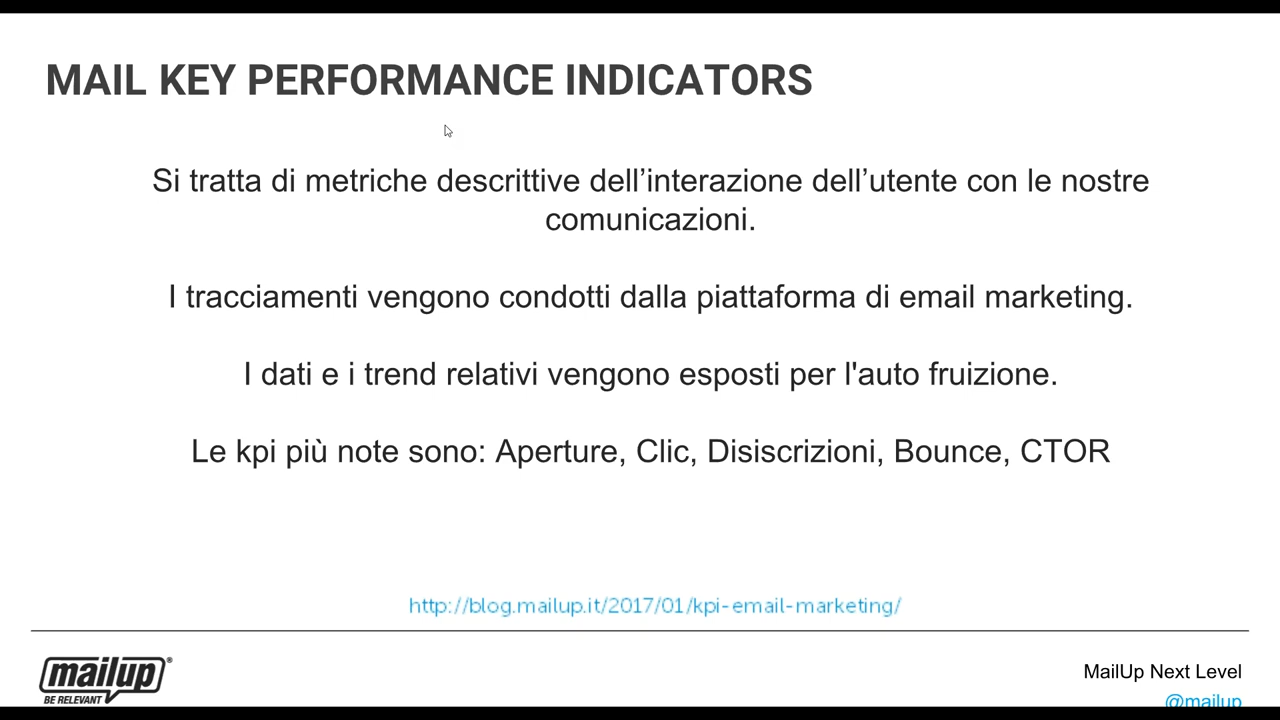 MAIL KEY PERFORMANCE INDICATORS
Si tratta di metriche descrittive dell’interazione dell’utente con le nostre
comunicazioni.
I tracciamenti vengono condotti dalla piattaforma di email marketing.
I dati e i trend relativi vengono esposti per l'auto fruizione.
Le kpi più note sono: Aperture, Clic, Disiscrizioni, Bounce, CTOR
http://blog.mailup.it/2017/01/kpi-email-marketing/
mailup®
BE RELEVANT
MailUp Next Level
@mailup